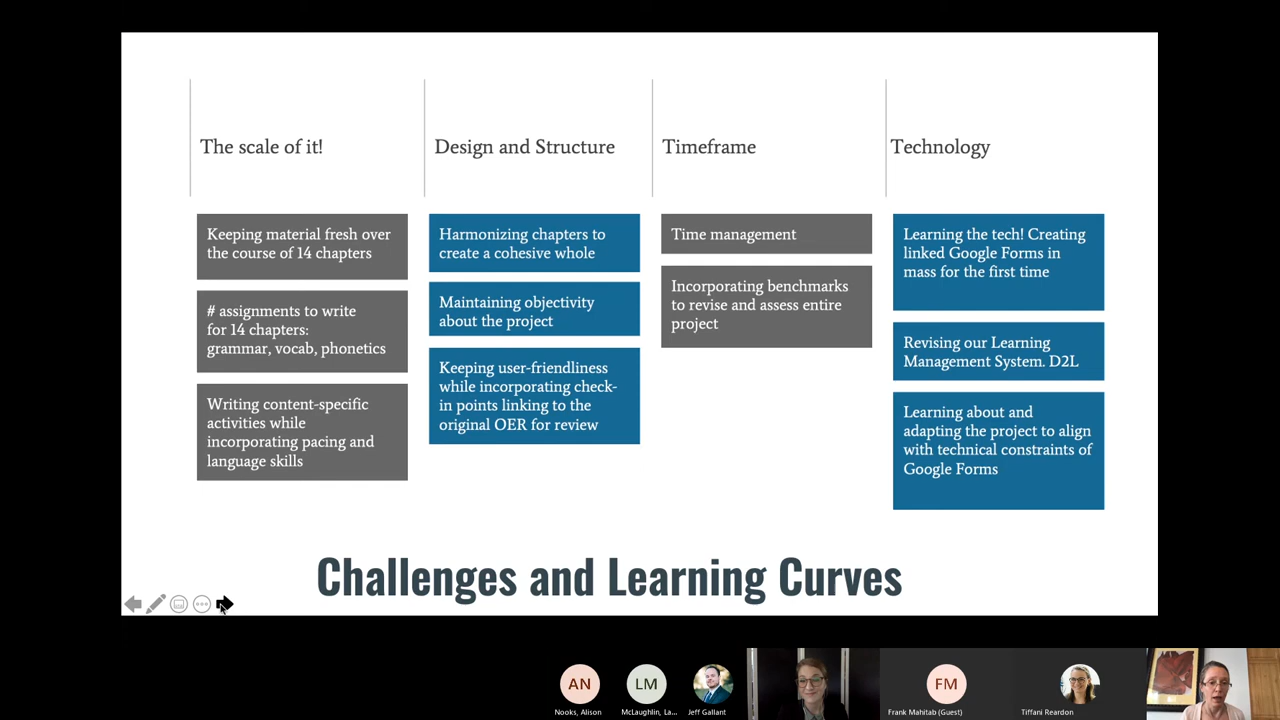 The scale of it!
Keeping material fresh over
the course of 14 chapters
# assignments to write
for 14 chapters:
grammar, vocab, phonetics
Writing content-specific
activities while
incorporating pacing and
language skills
Design and Structure
Harmonizing chapters to
create a cohesive whole
Maintaining objectivity
about the project
Keeping user-friendliness
while incorporating check-
in points linking to the
original OER for review
Timeframe
Time management
Incorporating benchmarks
to revise and assess entire
project
Technology
Learning the tech! Creating
linked Google Forms in
mass for the first time
Revising our Learning
Management System. D2L
Learning about and
adapting the project to align
with technical constraints of
Google Forms
Challenges and Learning Curves
AN
Nooks, Alison
LM
McLaughlin, La...
Jeff Gallant
FM
Frank Mahitab (Guest)
Tiffani Reardon